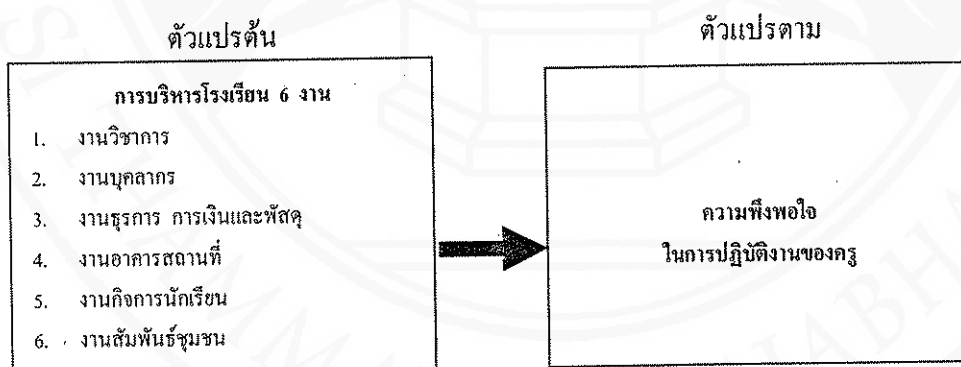 ตัวแปรต้น
การบริหารโรงเรียน 6 งาน
1. งานวิชาการ
2. งานบุคลากร
3. งานธุรการ การเงินและพัสดุ
4. งานอาคารสถานที่
5. งานกิจการนักเรียน
6. งานสัมพันธ์ชุมชน
ตัวแปรตาม
ความพึงพอใจ
ในการปฏิบัติงานของครู